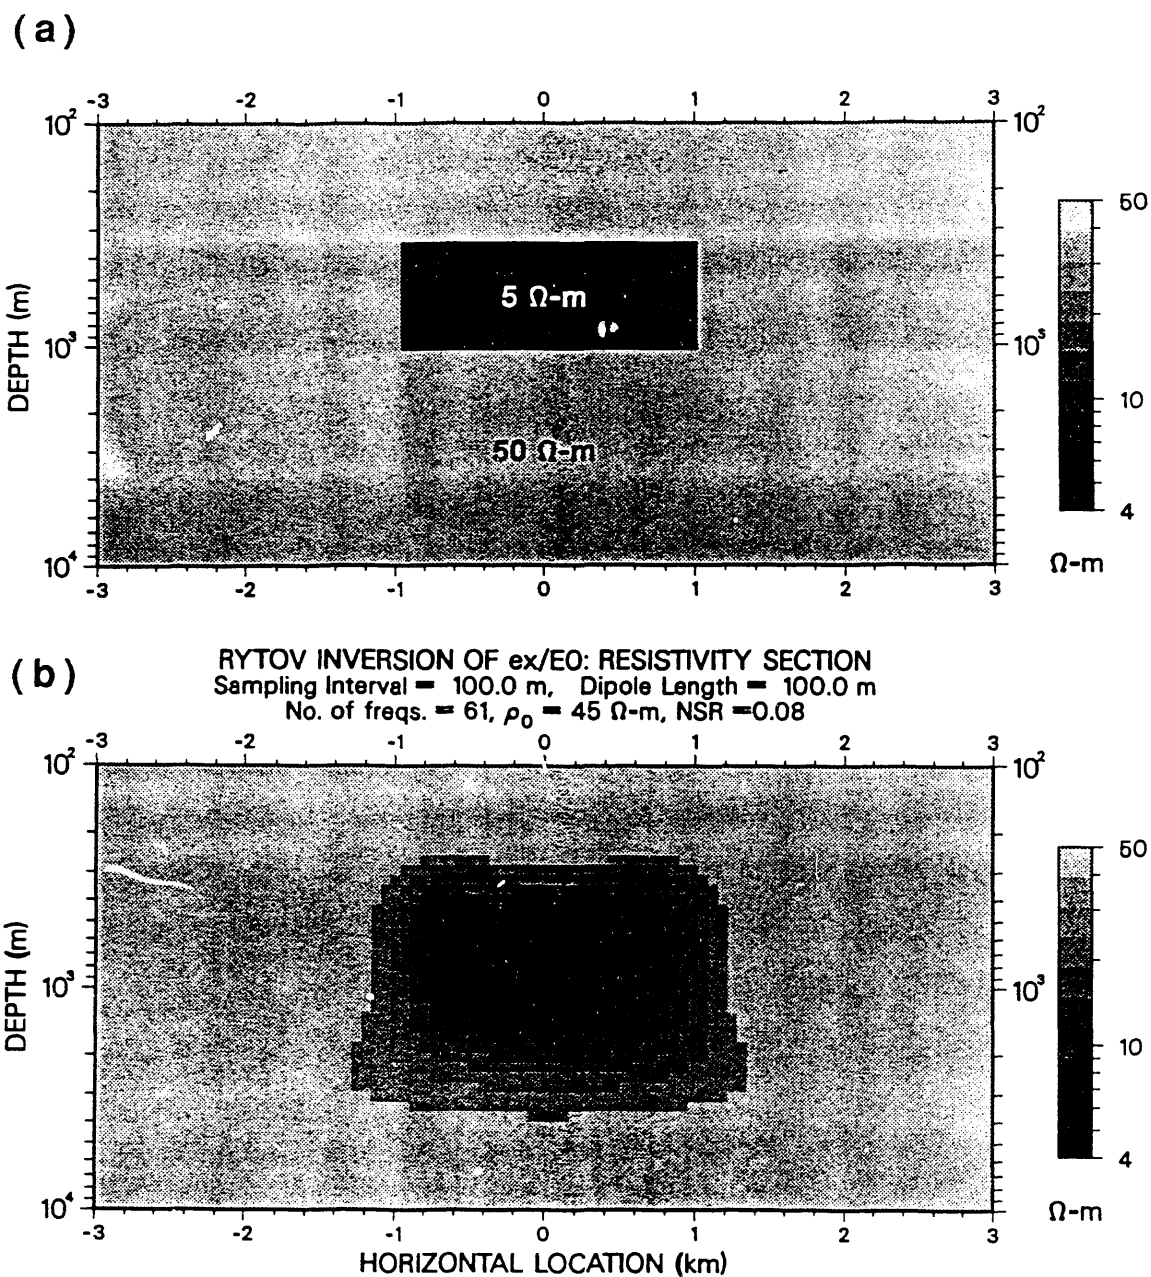 (a)
-3 -2 -1 0 1 2 3
10² 10²
50
5 Ω-m
DEPTH (m)
10³ 10³
10
50 Ω-m
4
10⁴
Ω-m
-3 -2 -1 0 1 2 3
(b)
RYTOV INVERSION OF ex/E0: RESISTIVITY SECTION
Sampling Interval = 100.0 m, Dipole Length = 100.0 m
No. of freqs. = 61, ρ₀ = 45 Ω-m, NSR =0.08
-3 -2 -1 0 1 2 3
10² 10²
50
DEPTH (m)
10³ 10³
10
4
10⁴
Ω-m
-3 -2 -1 0 1 2 3
HORIZONTAL LOCATION (km)